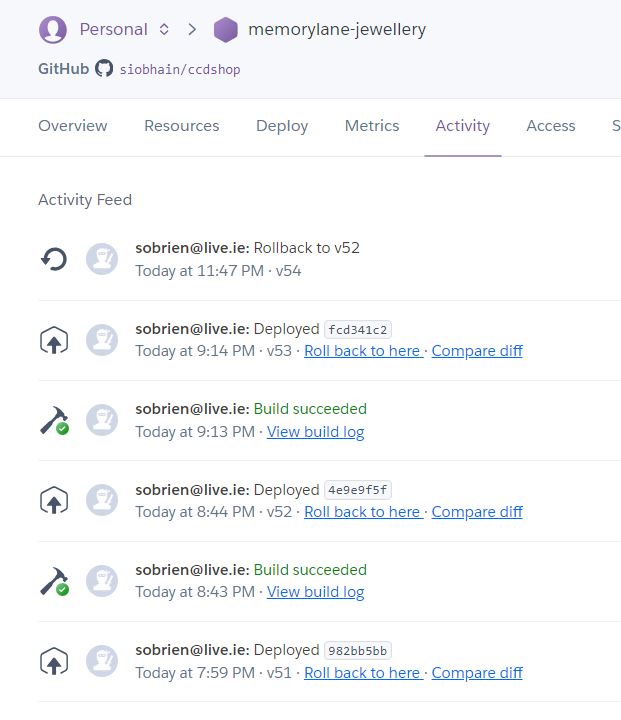 Personal memorylane-jewellery
GitHub siobhain/ccdshop
Overview Resources Deploy Metrics Activity Access S
Activity Feed
sobrien@live.ie: Rollback to v52
Today at 11:47 PM · v54
sobrien@live.ie: Deployed fcd341c2
Today at 9:14 PM · v53 · Roll back to here · Compare diff
sobrien@live.ie: Build succeeded
Today at 9:13 PM · View build log
sobrien@live.ie: Deployed 4e9e9f5f
Today at 8:44 PM · v52 · Roll back to here · Compare diff
sobrien@live.ie: Build succeeded
Today at 8:43 PM · View build log
sobrien@live.ie: Deployed 982bb5bb
Today at 7:59 PM · v51 · Roll back to here · Compare diff